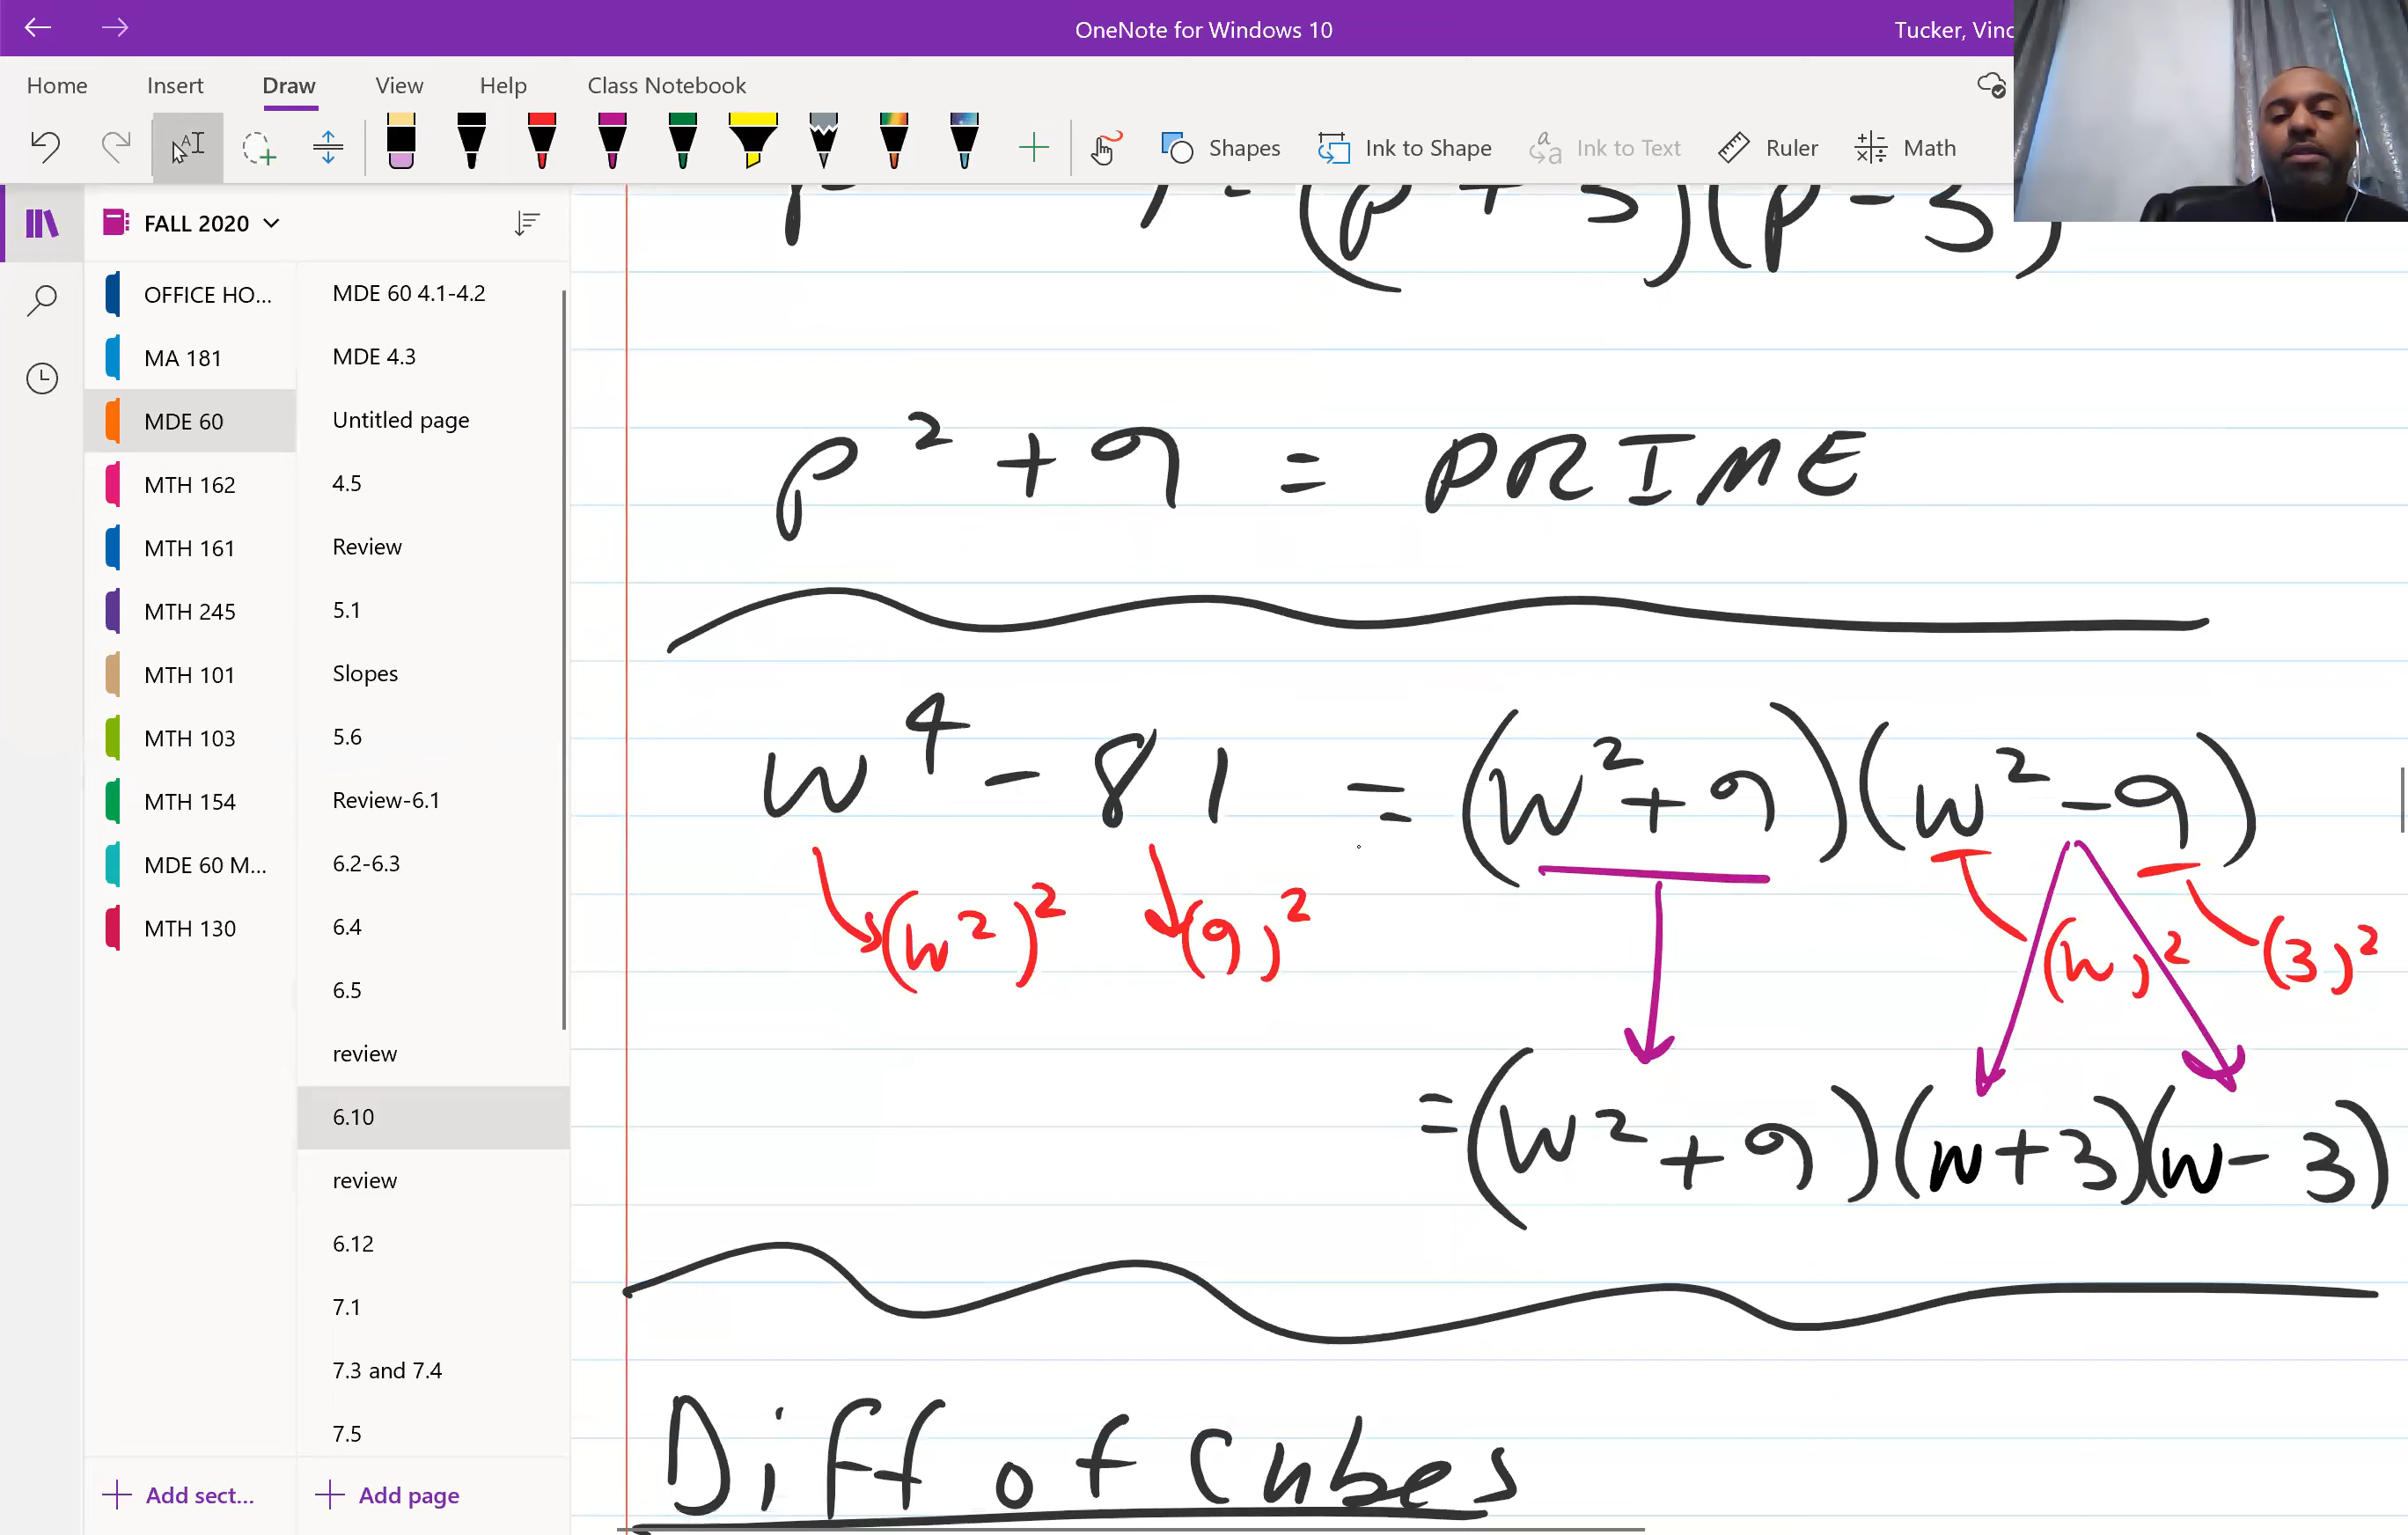 OneNote for Windows 10
Tucker, Vinc
Home Insert Draw View Help Class Notebook
Shapes Ink to Shape Ink to Text Ruler Math
FALL 2020
OFFICE HO...
MA 181
MDE 60
MTH 162
MTH 161
MTH 245
MTH 101
MTH 103
MTH 154
MDE 60 M...
MTH 130
Add sect...
MDE 60 4.1-4.2
MDE 4.3
Untitled page
4.5
Review
5.1
Slopes
5.6
Review-6.1
6.2-6.3
6.4
6.5
review
6.10
review
6.12
7.1
7.3 and 7.4
7.5
Add page
= (p + 3)(p - 3)
p² + 9 = PRIME
w⁴ - 81 = (w² + 9)(w² - 9)
(w²)² (9)² (w)² (3)²
= (w² + 9)(w + 3)(w - 3)
Diff of Cubes